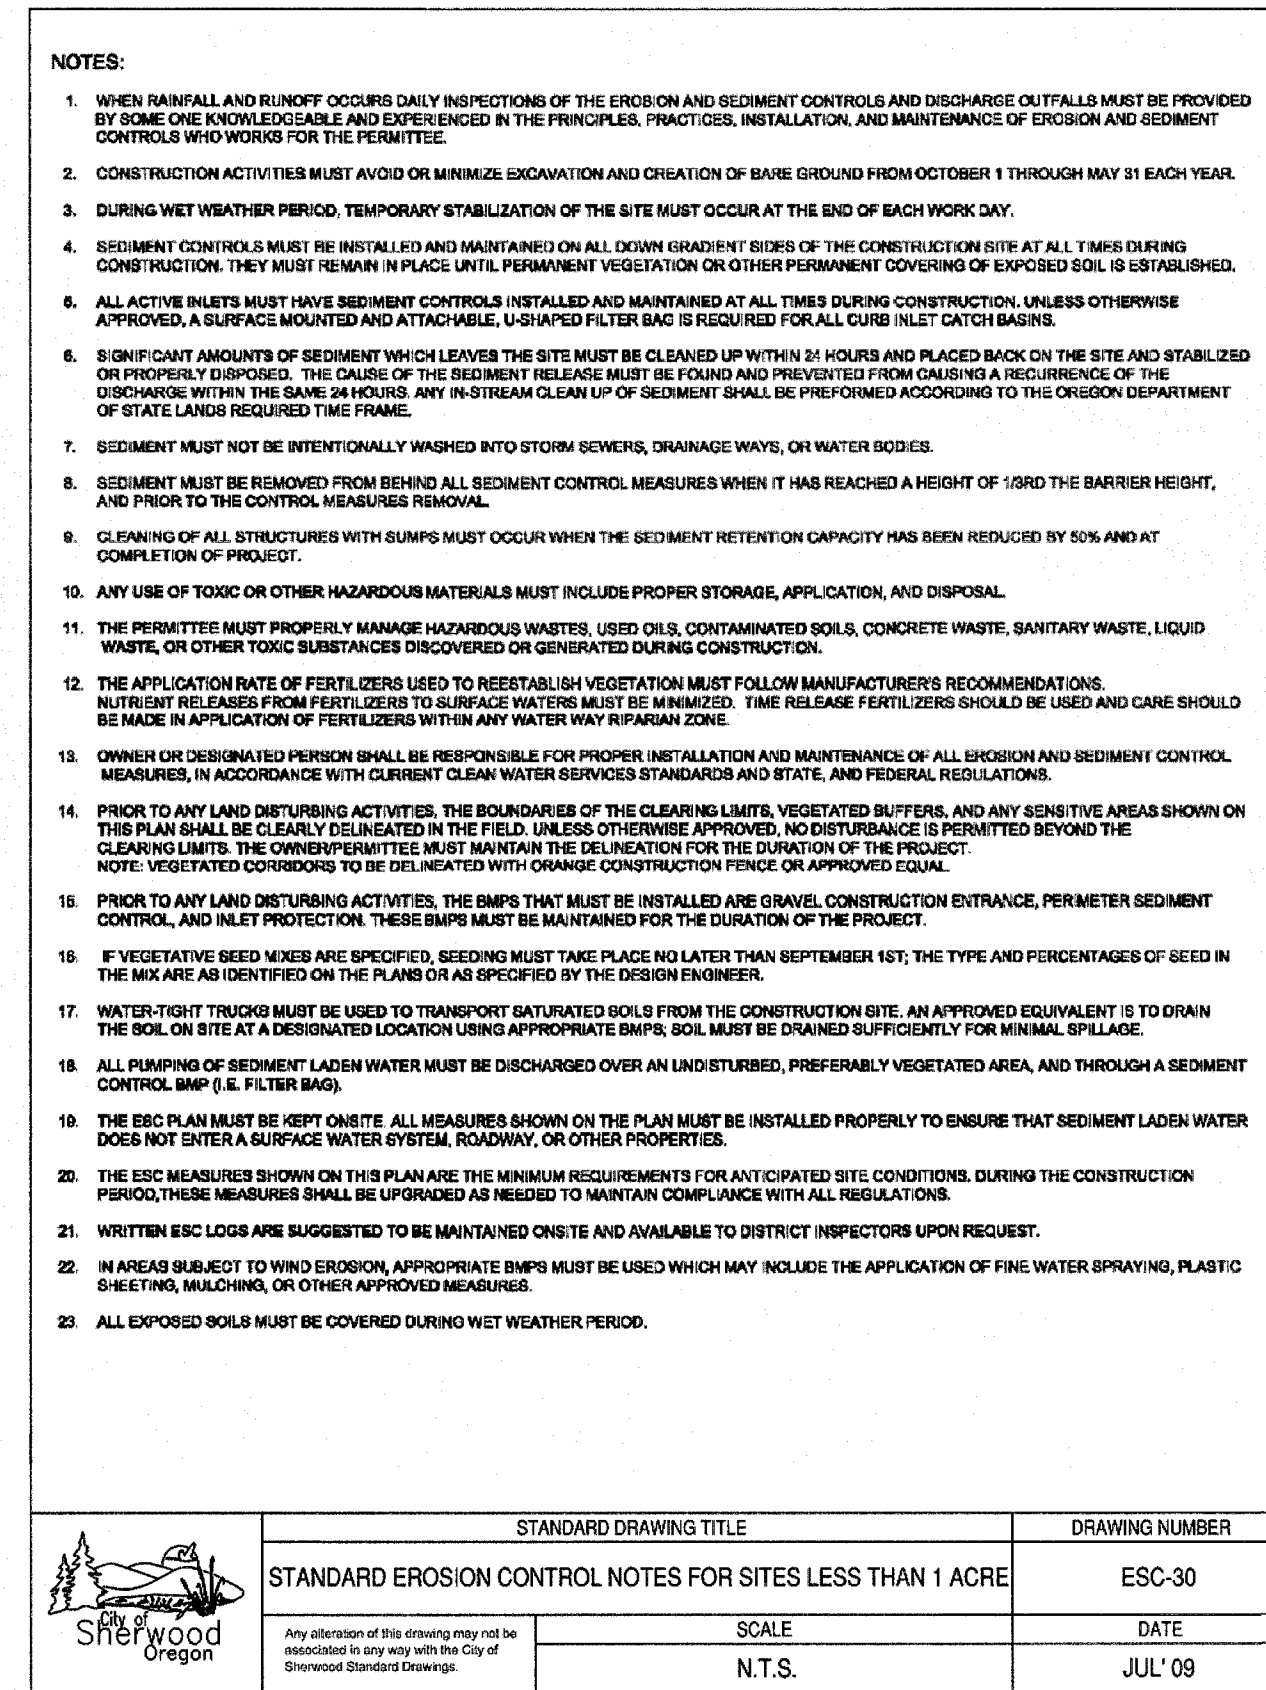 NOTES:
1. WHEN RAINFALL AND RUNOFF OCCURS DAILY INSPECTIONS OF THE EROSION AND SEDIMENT CONTROLS AND DISCHARGE OUTFALLS MUST BE PROVIDED
BY SOME ONE KNOWLEDGEABLE AND EXPERIENCED IN THE PRINCIPLES, PRACTICES, INSTALLATION, AND MAINTENANCE OF EROSION AND SEDIMENT
CONTROLS WHO WORKS FOR THE PERMITTEE.
2. CONSTRUCTION ACTIVITIES MUST AVOID OR MINIMIZE EXCAVATION AND CREATION OF BARE GROUND FROM OCTOBER 1 THROUGH MAY 31 EACH YEAR.
3. DURING WET WEATHER PERIOD, TEMPORARY STABILIZATION OF THE SITE MUST OCCUR AT THE END OF EACH WORK DAY.
4. SEDIMENT CONTROLS MUST BE INSTALLED AND MAINTAINED ON ALL DOWN GRADIENT SIDES OF THE CONSTRUCTION SITE AT ALL TIMES DURING
CONSTRUCTION. THEY MUST REMAIN IN PLACE UNTIL PERMANENT VEGETATION OR OTHER PERMANENT COVERING OF EXPOSED SOIL IS ESTABLISHED.
5. ALL ACTIVE INLETS MUST HAVE SEDIMENT CONTROLS INSTALLED AND MAINTAINED AT ALL TIMES DURING CONSTRUCTION. UNLESS OTHERWISE
APPROVED, A SURFACE MOUNTED AND ATTACHABLE, U-SHAPED FILTER BAG IS REQUIRED FOR ALL CURB INLET CATCH BASINS.
6. SIGNIFICANT AMOUNTS OF SEDIMENT WHICH LEAVES THE SITE MUST BE CLEANED UP WITHIN 24 HOURS AND PLACED BACK ON THE SITE AND STABILIZED
OR PROPERLY DISPOSED. THE CAUSE OF THE SEDIMENT RELEASE MUST BE FOUND AND PREVENTED FROM CAUSING A RECURRENCE OF THE
DISCHARGE WITHIN THE SAME 24 HOURS. ANY IN-STREAM CLEAN UP OF SEDIMENT SHALL BE PREFORMED ACCORDING TO THE OREGON DEPARTMENT
OF STATE LANDS REQUIRED TIME FRAME.
7. SEDIMENT MUST NOT BE INTENTIONALLY WASHED INTO STORM SEWERS, DRAINAGE WAYS, OR WATER BODIES.
8. SEDIMENT MUST BE REMOVED FROM BEHIND ALL SEDIMENT CONTROL MEASURES WHEN IT HAS REACHED A HEIGHT OF 1/3RD THE BARRIER HEIGHT,
AND PRIOR TO THE CONTROL MEASURES REMOVAL.
9. CLEANING OF ALL STRUCTURES WITH SUMPS MUST OCCUR WHEN THE SEDIMENT RETENTION CAPACITY HAS BEEN REDUCED BY 50% AND AT
COMPLETION OF PROJECT.
10. ANY USE OF TOXIC OR OTHER HAZARDOUS MATERIALS MUST INCLUDE PROPER STORAGE, APPLICATION, AND DISPOSAL.
11. THE PERMITTEE MUST PROPERLY MANAGE HAZARDOUS WASTES, USED OILS, CONTAMINATED SOILS, CONCRETE WASTE, SANITARY WASTE, LIQUID
WASTE, OR OTHER TOXIC SUBSTANCES DISCOVERED OR GENERATED DURING CONSTRUCTION.
12. THE APPLICATION RATE OF FERTILIZERS USED TO REESTABLISH VEGETATION MUST FOLLOW MANUFACTURER'S RECOMMENDATIONS.
NUTRIENT RELEASES FROM FERTILIZERS TO SURFACE WATERS MUST BE MINIMIZED. TIME RELEASE FERTILIZERS SHOULD BE USED AND CARE SHOULD
BE MADE IN APPLICATION OF FERTILIZERS WITHIN ANY WATER WAY RIPARIAN ZONE.
13. OWNER OR DESIGNATED PERSON SHALL BE RESPONSIBLE FOR PROPER INSTALLATION AND MAINTENANCE OF ALL EROSION AND SEDIMENT CONTROL
MEASURES, IN ACCORDANCE WITH CURRENT CLEAN WATER SERVICES STANDARDS AND STATE, AND FEDERAL REGULATIONS.
14. PRIOR TO ANY LAND DISTURBING ACTIVITIES, THE BOUNDARIES OF THE CLEARING LIMITS, VEGETATED BUFFERS, AND ANY SENSITIVE AREAS SHOWN ON
THIS PLAN SHALL BE CLEARLY DELINEATED IN THE FIELD. UNLESS OTHERWISE APPROVED, NO DISTURBANCE IS PERMITTED BEYOND THE
CLEARING LIMITS. THE OWNER/PERMITTEE MUST MAINTAIN THE DELINEATION FOR THE DURATION OF THE PROJECT.
NOTE: VEGETATED CORRIDORS TO BE DELINEATED WITH ORANGE CONSTRUCTION FENCE OR APPROVED EQUAL.
15. PRIOR TO ANY LAND DISTURBING ACTIVITIES, THE BMPS THAT MUST BE INSTALLED ARE GRAVEL CONSTRUCTION ENTRANCE, PERIMETER SEDIMENT
CONTROL, AND INLET PROTECTION. THESE BMPS MUST BE MAINTAINED FOR THE DURATION OF THE PROJECT.
16. IF VEGETATIVE SEED MIXES ARE SPECIFIED, SEEDING MUST TAKE PLACE NO LATER THAN SEPTEMBER 1ST; THE TYPE AND PERCENTAGES OF SEED IN
THE MIX ARE AS IDENTIFIED ON THE PLANS OR AS SPECIFIED BY THE DESIGN ENGINEER.
17. WATER-TIGHT TRUCKS MUST BE USED TO TRANSPORT SATURATED SOILS FROM THE CONSTRUCTION SITE. AN APPROVED EQUIVALENT IS TO DRAIN
THE SOIL ON SITE AT A DESIGNATED LOCATION USING APPROPRIATE BMPS; SOIL MUST BE DRAINED SUFFICIENTLY FOR MINIMAL SPILLAGE.
18. ALL PUMPING OF SEDIMENT LADEN WATER MUST BE DISCHARGED OVER AN UNDISTURBED, PREFERABLY VEGETATED AREA, AND THROUGH A SEDIMENT
CONTROL BMP (I.E. FILTER BAG).
19. THE ESC PLAN MUST BE KEPT ONSITE. ALL MEASURES SHOWN ON THE PLAN MUST BE INSTALLED PROPERLY TO ENSURE THAT SEDIMENT LADEN WATER
DOES NOT ENTER A SURFACE WATER SYSTEM, ROADWAY, OR OTHER PROPERTIES.
20. THE ESC MEASURES SHOWN ON THIS PLAN ARE THE MINIMUM REQUIREMENTS FOR ANTICIPATED SITE CONDITIONS. DURING THE CONSTRUCTION
PERIOD,THESE MEASURES SHALL BE UPGRADED AS NEEDED TO MAINTAIN COMPLIANCE WITH ALL REGULATIONS.
21. WRITTEN ESC LOGS ARE SUGGESTED TO BE MAINTAINED ONSITE AND AVAILABLE TO DISTRICT INSPECTORS UPON REQUEST.
22. IN AREAS SUBJECT TO WIND EROSION, APPROPRIATE BMPS MUST BE USED WHICH MAY INCLUDE THE APPLICATION OF FINE WATER SPRAYING, PLASTIC
SHEETING, MULCHING, OR OTHER APPROVED MEASURES.
23. ALL EXPOSED SOILS MUST BE COVERED DURING WET WEATHER PERIOD.
City of
Sherwood
Oregon
STANDARD DRAWING TITLE
STANDARD EROSION CONTROL NOTES FOR SITES LESS THAN 1 ACRE
DRAWING NUMBER
ESC-30
Any alteration of this drawing may not be
associated in any way with the City of
Sherwood Standard Drawings.
SCALE
N.T.S.
DATE
JUL' 09